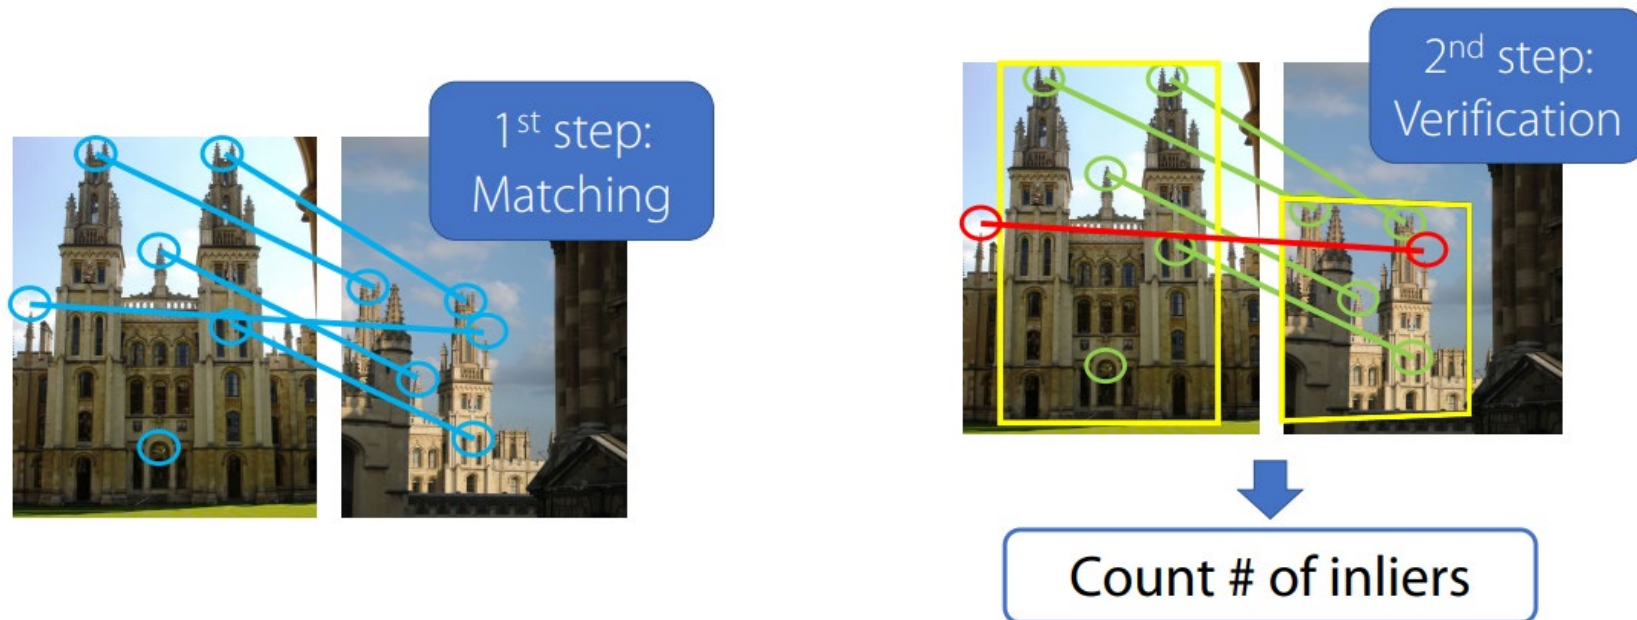 1st step:
Matching
2nd step:
Verification
Count # of inliers